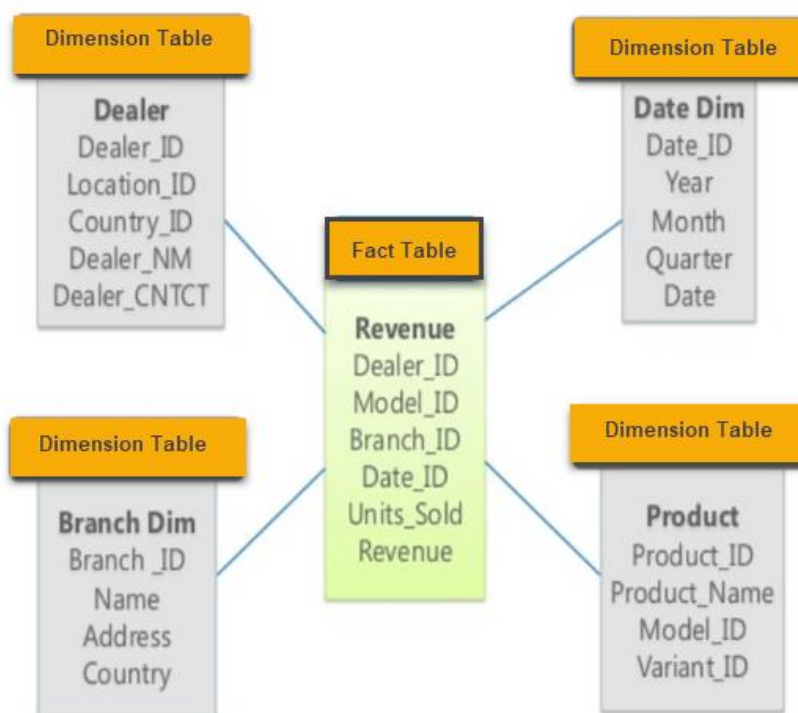 Dimension Table
Dealer
Dealer_ID
Location_ID
Country_ID
Dealer_NM
Dealer_CNTCT
Dimension Table
Date Dim
Date_ID
Year
Month
Quarter
Date
Fact Table
Revenue
Dealer_ID
Model_ID
Branch_ID
Date_ID
Units_Sold
Revenue
Dimension Table
Branch Dim
Branch _ID
Name
Address
Country
Dimension Table
Product
Product_ID
Product_Name
Model_ID
Variant_ID